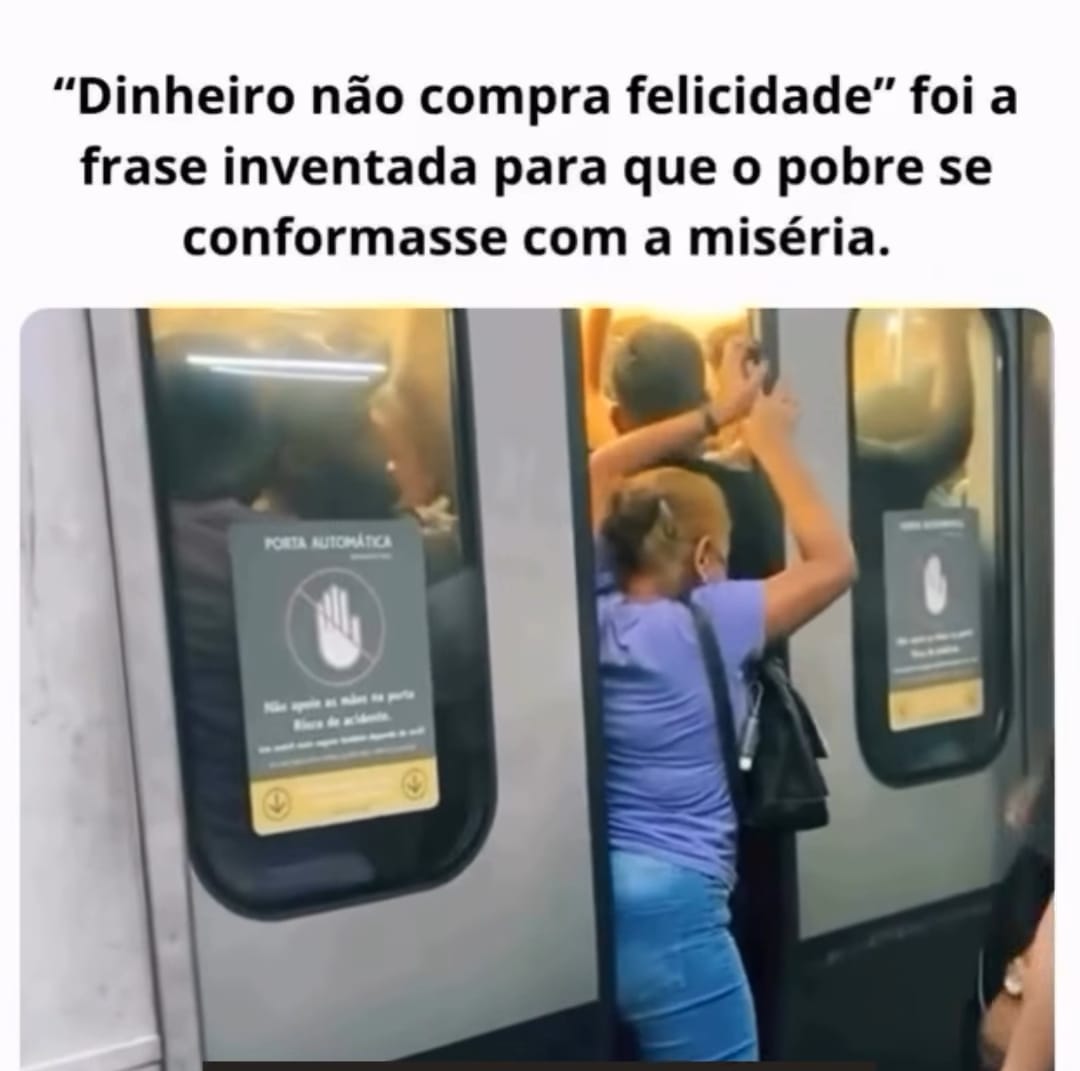 “Dinheiro não compra felicidade” foi a
frase inventada para que o pobre se
conformasse com a miséria.
PORTA AUTOMÁTICA
Não apoie as mãos na porta
Risco de acidente.